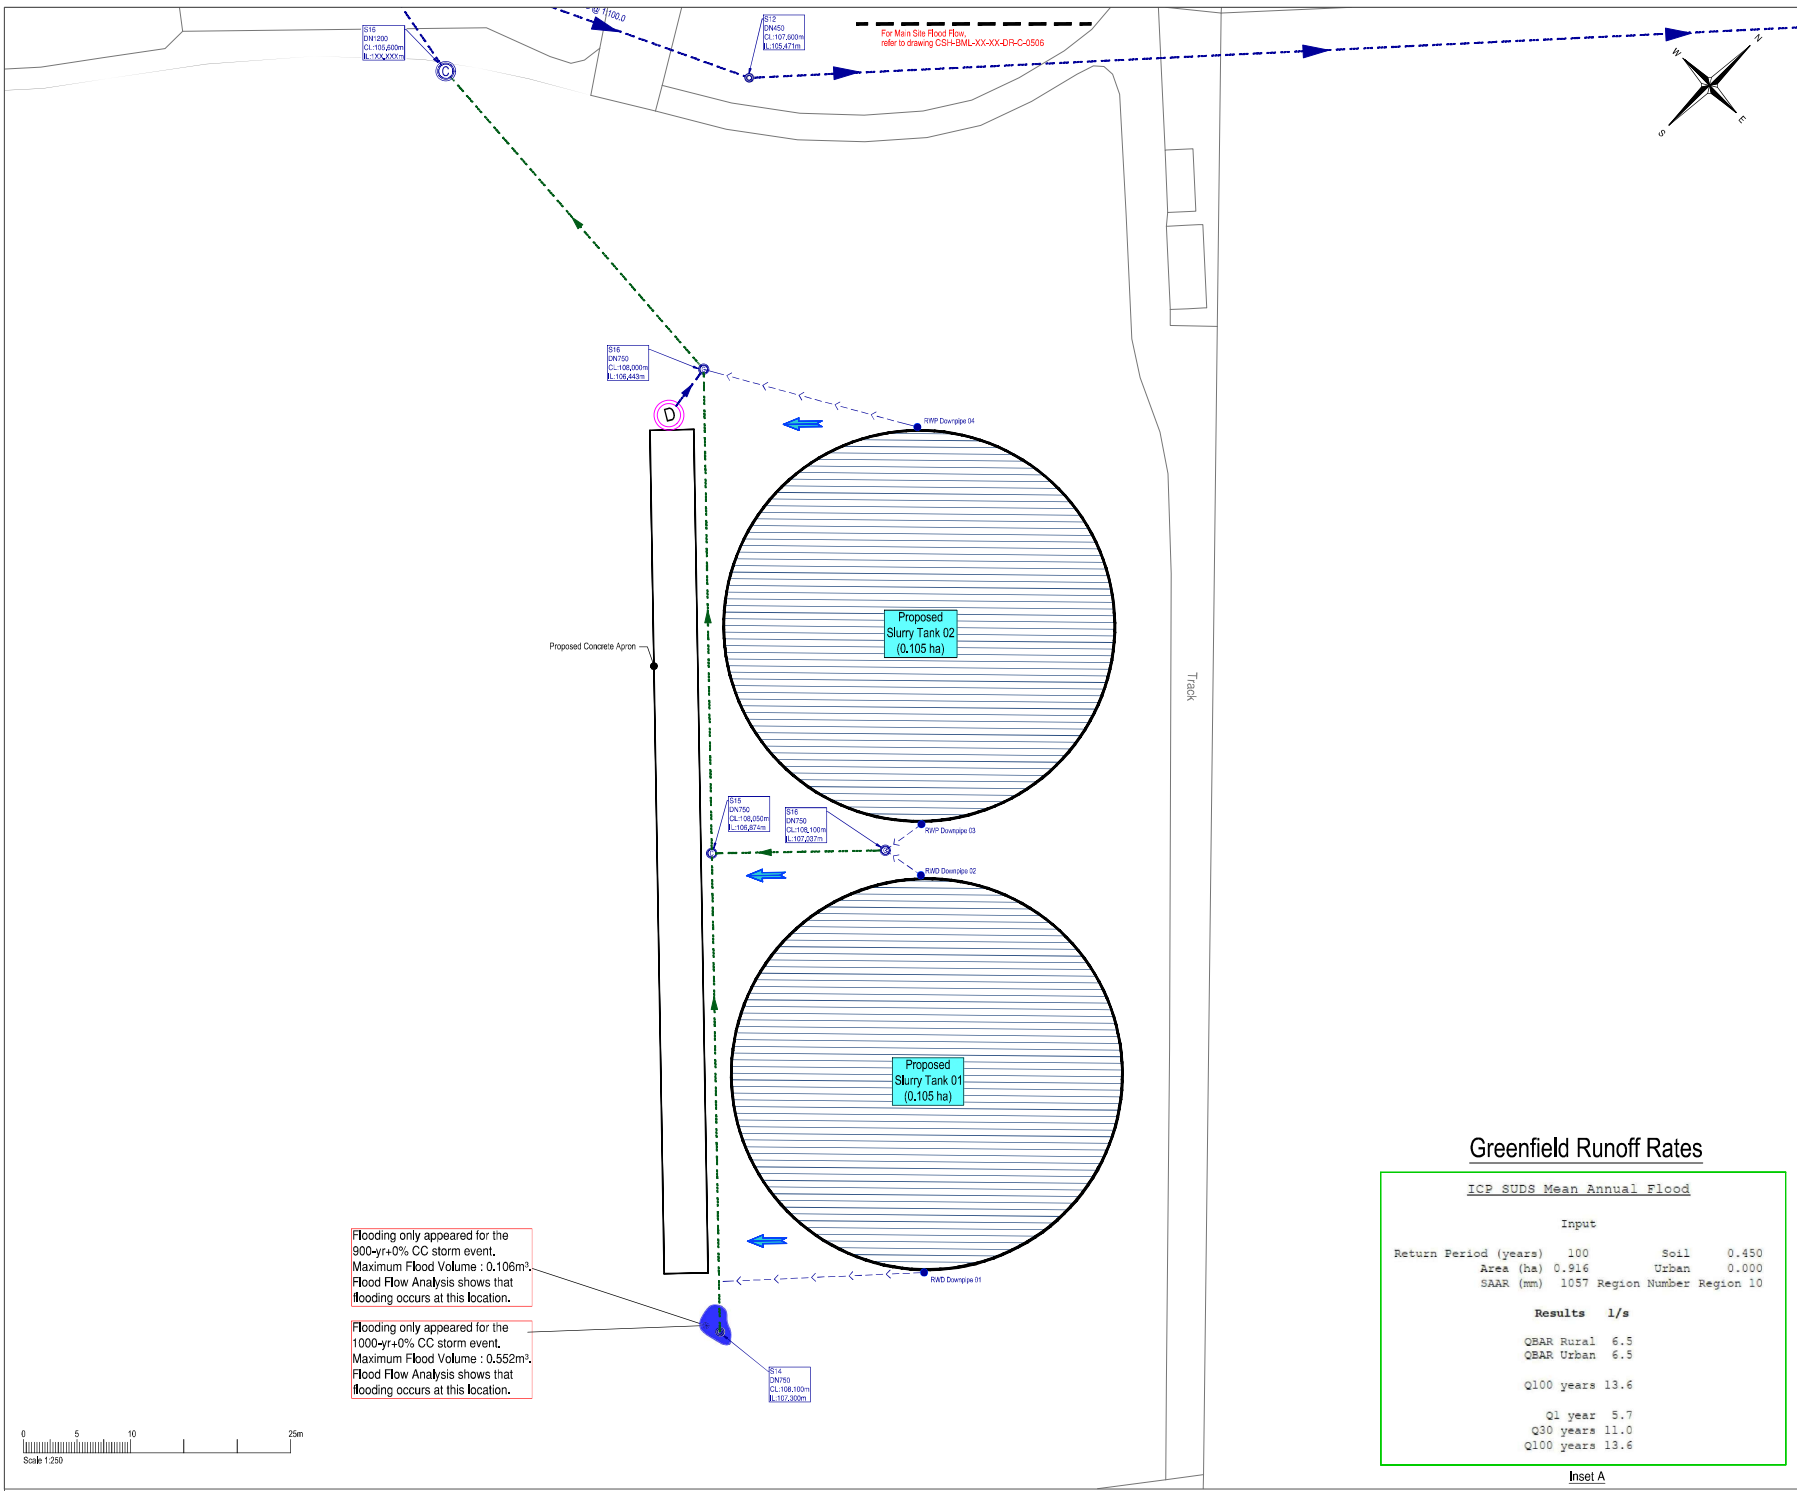 @ 1:100.0
S16
DN1200
CL:105,600m
IL:1XX,XXXm
C
S12
DN450
CL:107,600m
IL:105,471m
For Main Site Flood Flow,
refer to drawing CSH-BML-XX-XX-DR-C-0506
W
N
S
E
S16
DN750
CL:108,000m
IL:106,443m
D
RWP Downpipe 04
Proposed
Slurry Tank 02
(0.105 ha)
Proposed Concrete Apron
Track
S15
DN750
CL:108,050m
IL:106,874m
S16
DN750
CL:108,100m
IL:107,037m
RWP Downpipe 03
RWD Downpipe 02
Proposed
Slurry Tank 01
(0.105 ha)
RWD Downpipe 01
Flooding only appeared for the
900-yr+0% CC storm event.
Maximum Flood Volume : 0.106m³.
Flood Flow Analysis shows that
flooding occurs at this location.
Flooding only appeared for the
1000-yr+0% CC storm event.
Maximum Flood Volume : 0.552m³.
Flood Flow Analysis shows that
flooding occurs at this location.
S14
DN750
CL:108,100m
IL:107,300m
0 5 10 25m
Scale 1:250
Greenfield Runoff Rates
ICP SUDS Mean Annual Flood
Input
Return Period (years) 100 Soil 0.450
Area (ha) 0.916 Urban 0.000
SAAR (mm) 1057 Region Number Region 10
Results l/s
QBAR Rural 6.5
QBAR Urban 6.5
Q100 years 13.6
Q1 year 5.7
Q30 years 11.0
Q100 years 13.6
Inset A